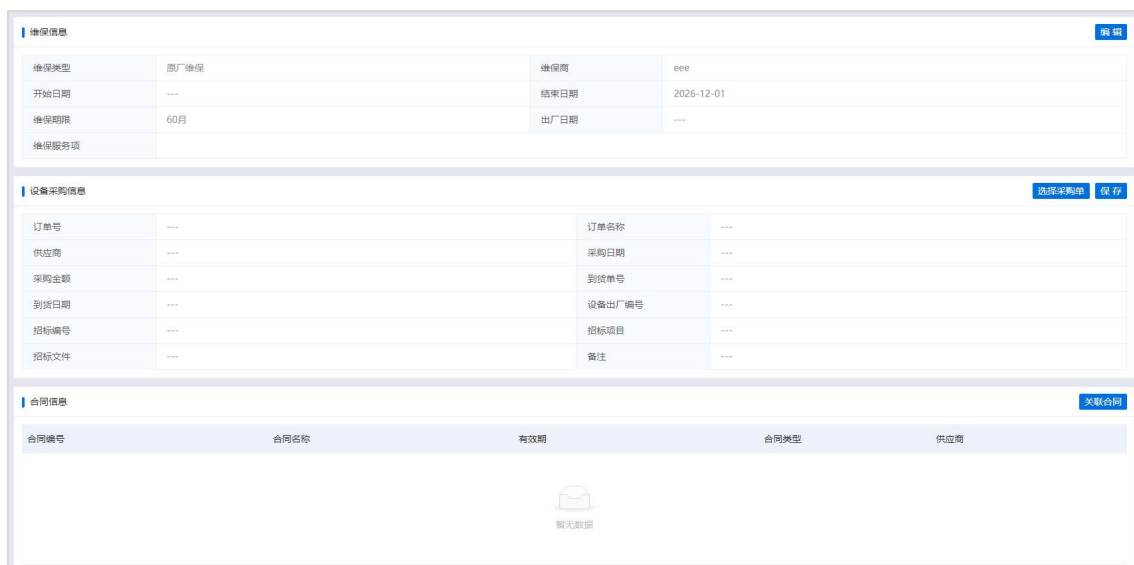 维保信息 编 辑
维保类型 原厂维保 维保商 eee
开始日期 --- 结束日期 2026-12-01
维保期限 60月 出厂日期 ---
维保服务项
设备采购信息 选择采购单 保 存
订单号 --- 订单名称 ---
供应商 --- 采购日期 ---
采购金额 --- 到货单号 ---
到货日期 --- 设备出厂编号 ---
招标编号 --- 招标项目 ---
招标文件 --- 备注 ---
合同信息 关联合同
合同编号 合同名称 有效期 合同类型 供应商
暂无数据